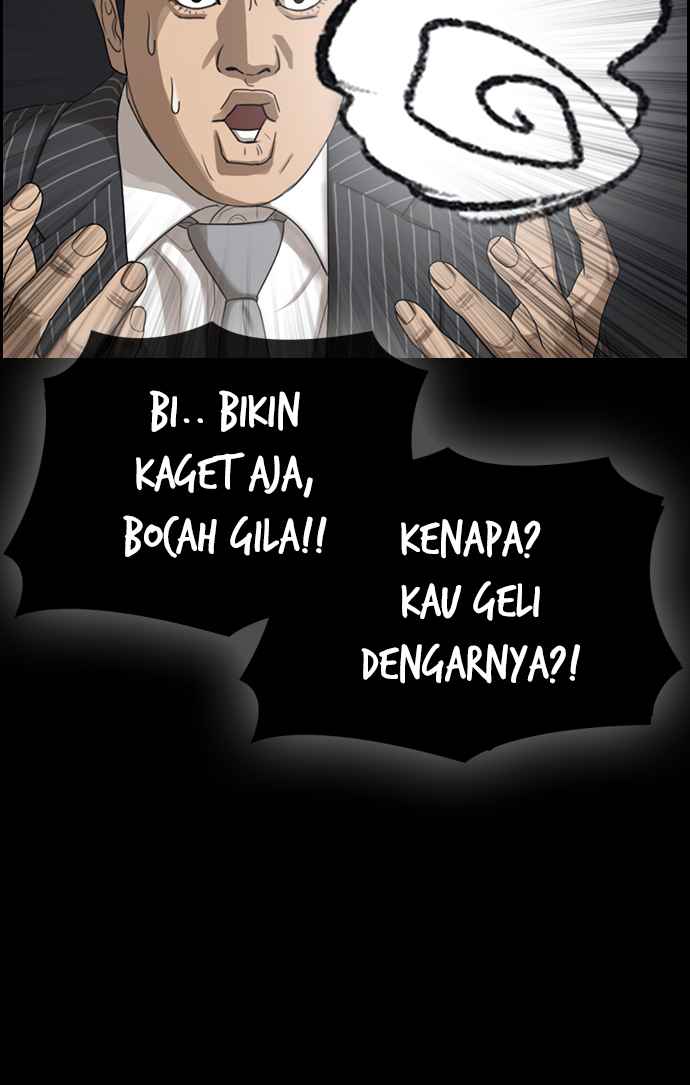 BI.. BIKIN
KAGET AJA,
BOCAH GILA!!
KENAPA?
KAU GELI
DENGARNYA?!